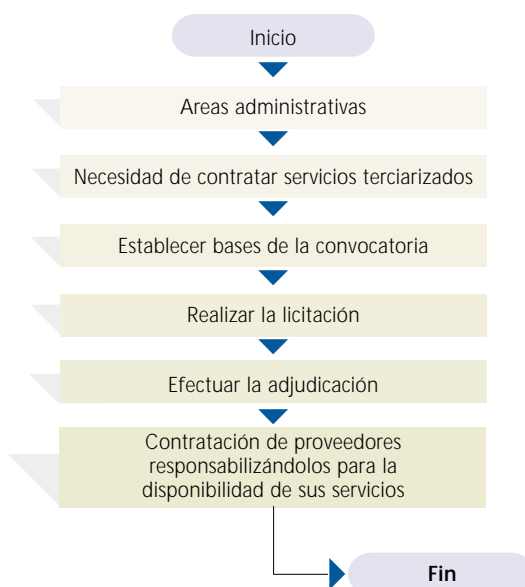 Inicio
Areas administrativas
Necesidad de contratar servicios terciarizados
Establecer bases de la convocatoria
Realizar la licitación
Efectuar la adjudicación
Contratación de proveedores
responsabilizándolos para la
disponibilidad de sus servicios
Fin